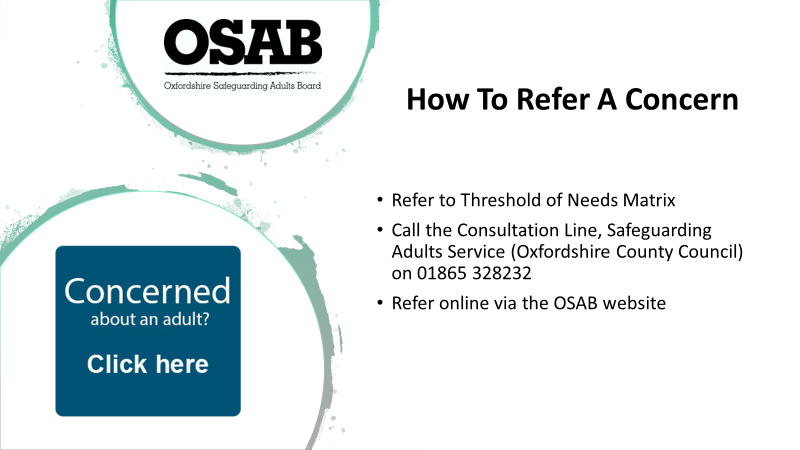 OSAB
Oxfordshire Safeguarding Adults Board
How To Refer A Concern
• Refer to Threshold of Needs Matrix
• Call the Consultation Line, Safeguarding
Adults Service (Oxfordshire County Council)
on 01865 328232
• Refer online via the OSAB website
Concerned
about an adult?
Click here